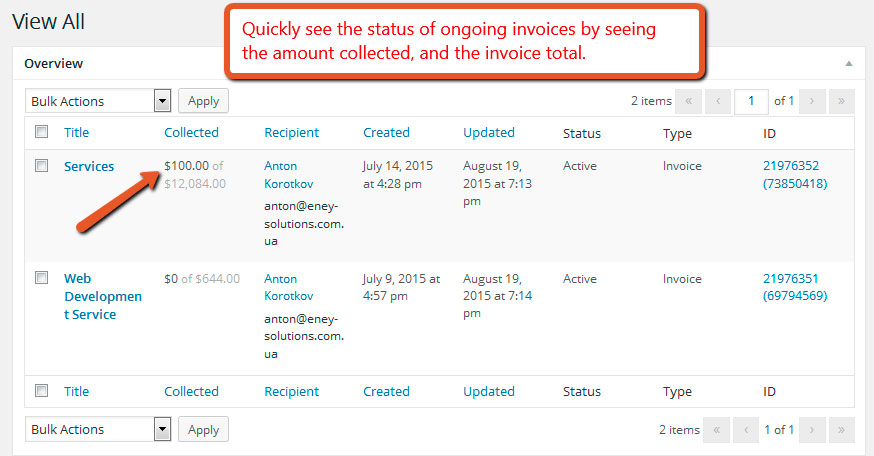 View All
Quickly see the status of ongoing invoices by seeing
the amount collected, and the invoice total.
Overview
Bulk Actions Apply 2 items « ‹ 1 of 1 › »
Title Collected Recipient Created Updated Status Type ID
Services $100.00 of Anton July 14, 2015 August 19, Active Invoice 21976352
$12,084.00 Korotkov at 4:28 pm 2015 at 7:13 (73850418)
pm
anton@eney-
solutions.com.
ua
Web $0 of $644.00 Anton July 9, 2015 at August 19, Active Invoice 21976351
Developmen Korotkov 4:57 pm 2015 at 7:14 (69794569)
t Service pm
anton@eney-
solutions.com.
ua
Title Collected Recipient Created Updated Status Type ID
Bulk Actions Apply 2 items « ‹ 1 of 1 › »